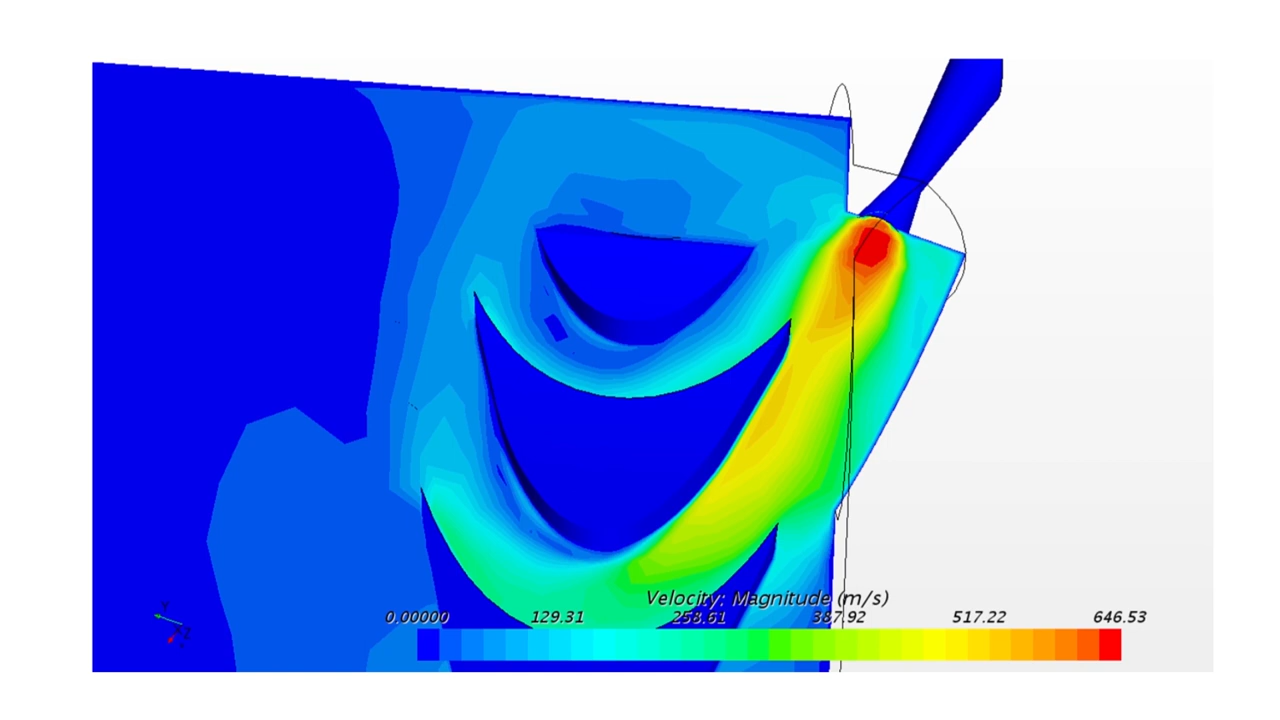 Velocity: Magnitude (m/s)
0.00000 129.31 258.61 387.92 517.22 646.53
Y
Z